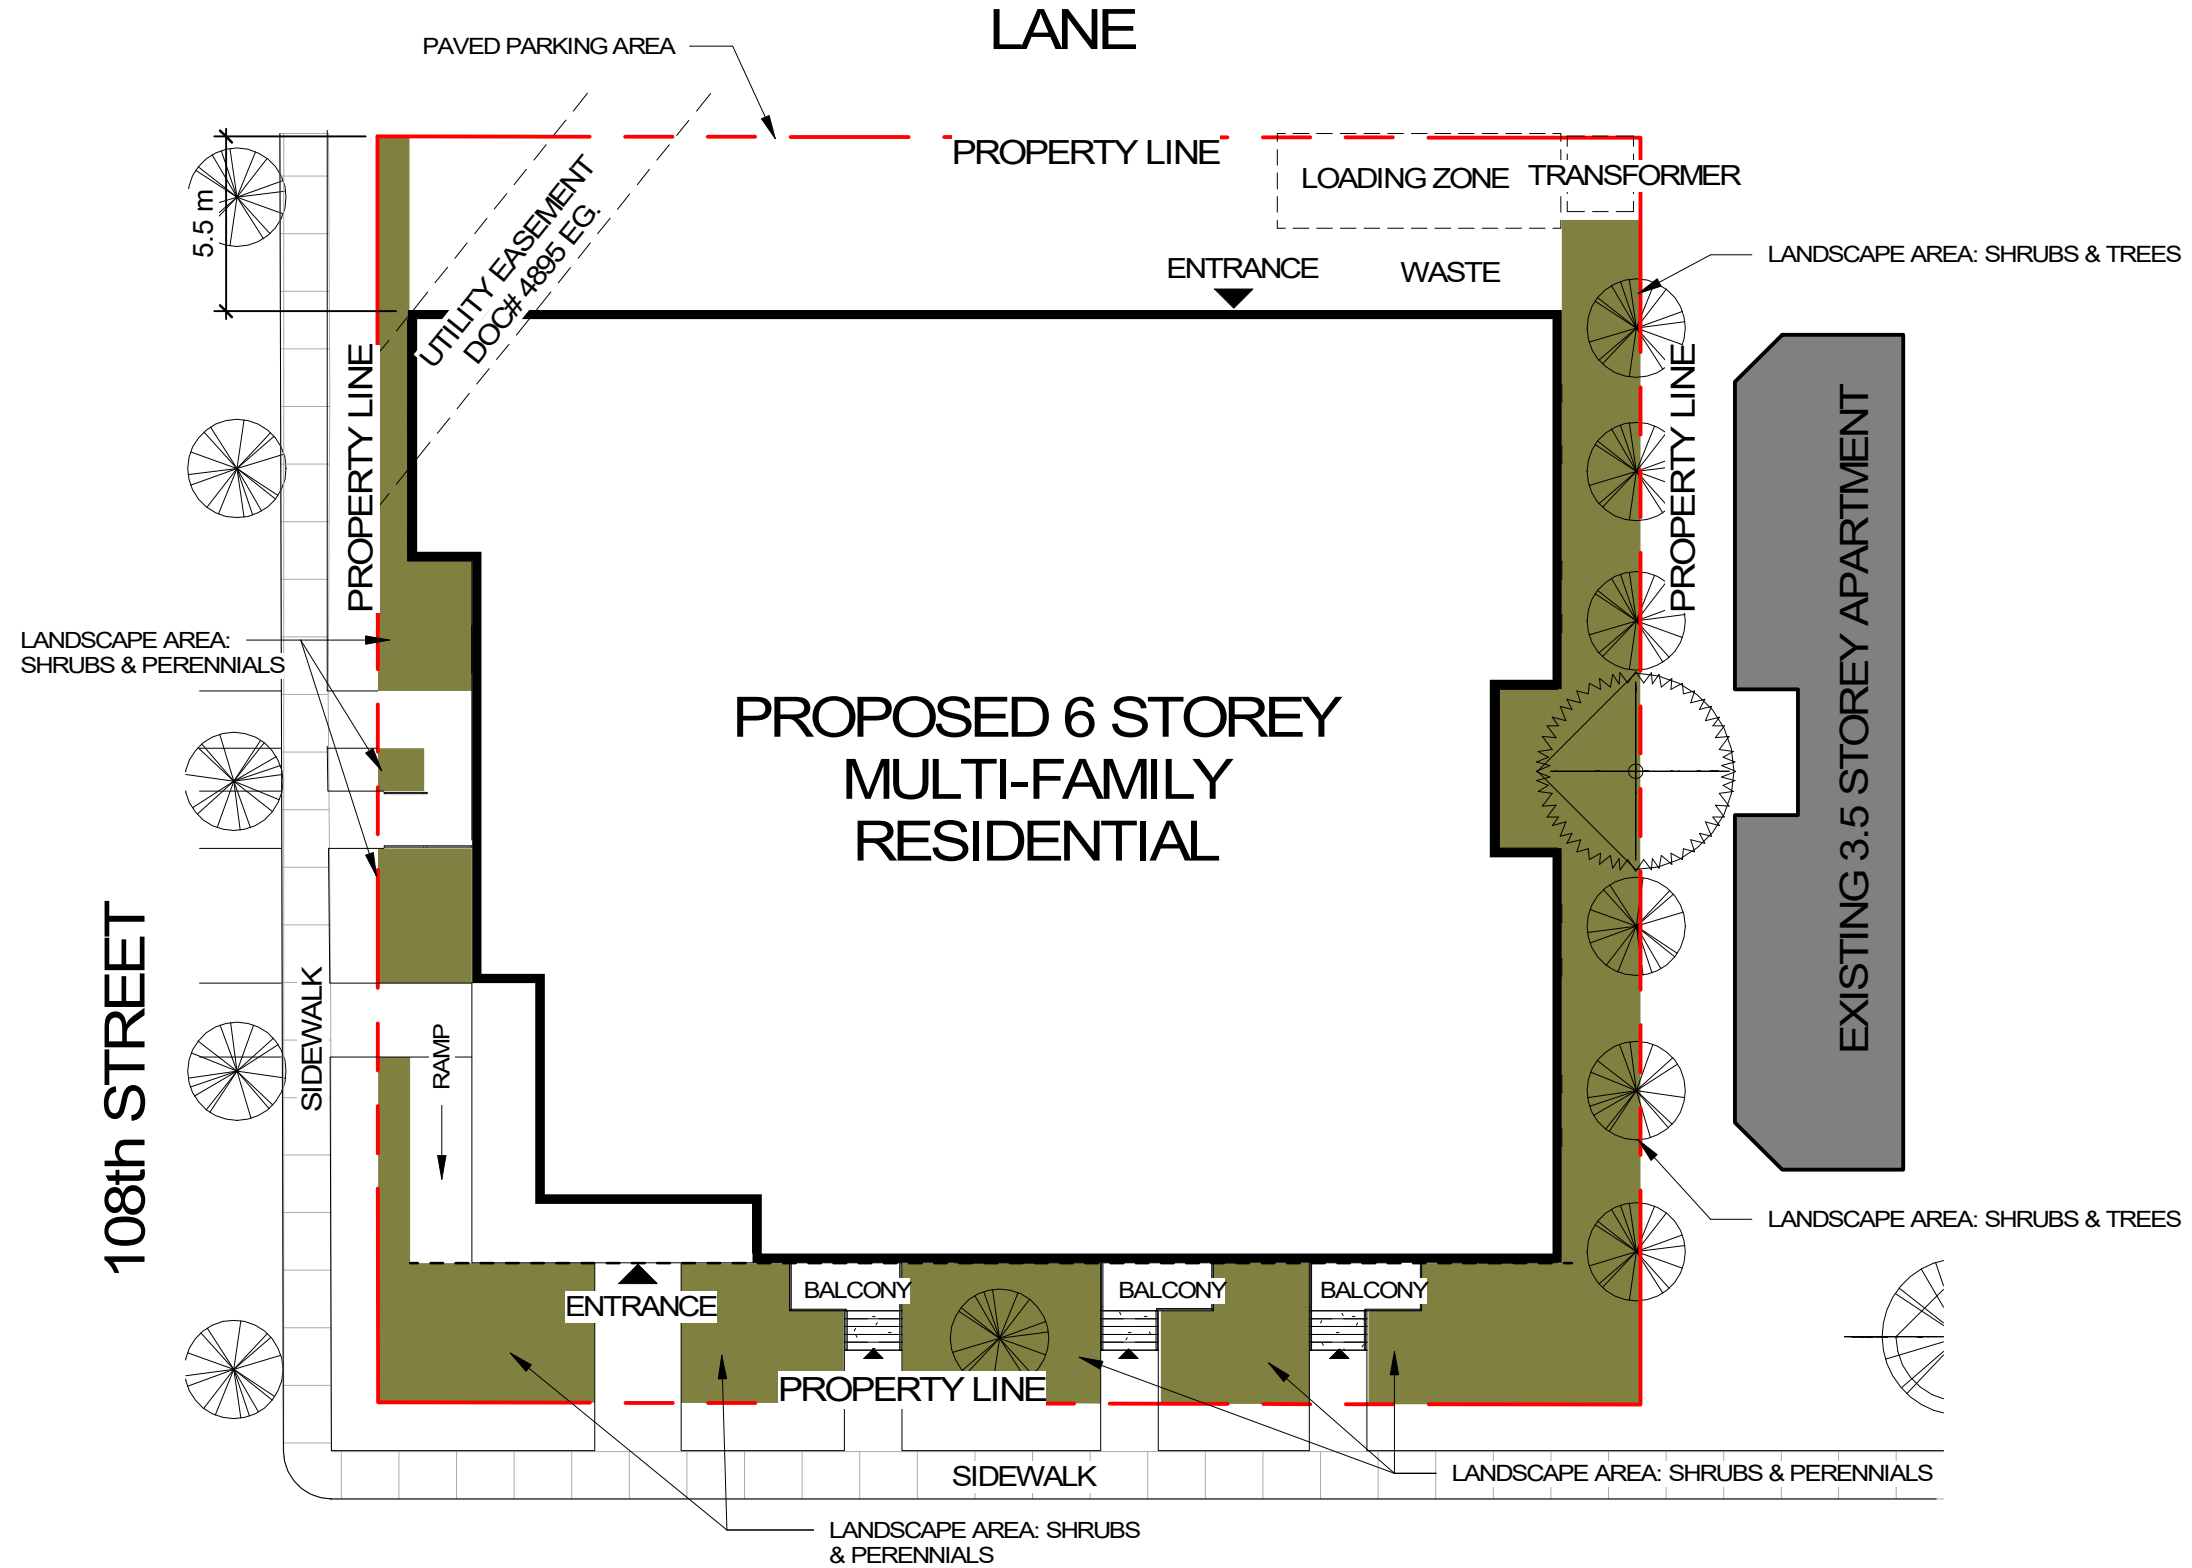 LANE
PAVED PARKING AREA
PROPERTY LINE
LOADING ZONE
TRANSFORMER
5.5 m
UTILITY EASEMENT
DOC# 4895 EG.
ENTRANCE
WASTE
LANDSCAPE AREA: SHRUBS & TREES
PROPERTY LINE
PROPERTY LINE
EXISTING 3.5 STOREY APARTMENT
LANDSCAPE AREA:
SHRUBS & PERENNIALS
PROPOSED 6 STOREY
MULTI-FAMILY
RESIDENTIAL
108th STREET
SIDEWALK
RAMP
LANDSCAPE AREA: SHRUBS & TREES
ENTRANCE
BALCONY
BALCONY
BALCONY
PROPERTY LINE
SIDEWALK
LANDSCAPE AREA: SHRUBS & PERENNIALS
LANDSCAPE AREA: SHRUBS
& PERENNIALS